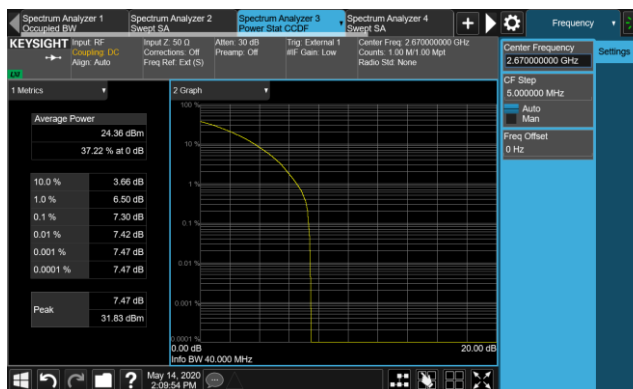 Spectrum Analyzer 1
Occupied BW
Spectrum Analyzer 2
Swept SA
Spectrum Analyzer 3
Power Stat CCDF
Spectrum Analyzer 4
Swept SA
Frequency
KEYSIGHT
Input: RF
Coupling: DC
Align: Auto
Input Z: 50 Ω
Corrections: Off
Freq Ref: Ext (S)
Atten: 30 dB
Preamp: Off
Trig: External 1
#IF Gain: Low
Center Freq: 2.670000000 GHz
Counts: 1.00 M/1.00 Mpt
Radio Std: None
Center Frequency
2.670000000 GHz
Settings
CF Step
5.000000 MHz
Auto
Man
Freq Offset
0 Hz
1 Metrics
2 Graph
Average Power
24.36 dBm
37.22 % at 0 dB
10.0 % 3.66 dB
1.0 % 6.50 dB
0.1 % 7.30 dB
0.01 % 7.42 dB
0.001 % 7.47 dB
0.0001 % 7.47 dB
Peak
7.47 dB
31.83 dBm
100 %
10 %
1 %
0.1 %
0.01 %
0.001 %
0.0001 %
0.00 dB
20.00 dB
Info BW 40.000 MHz
?
May 14, 2020
2:09:54 PM